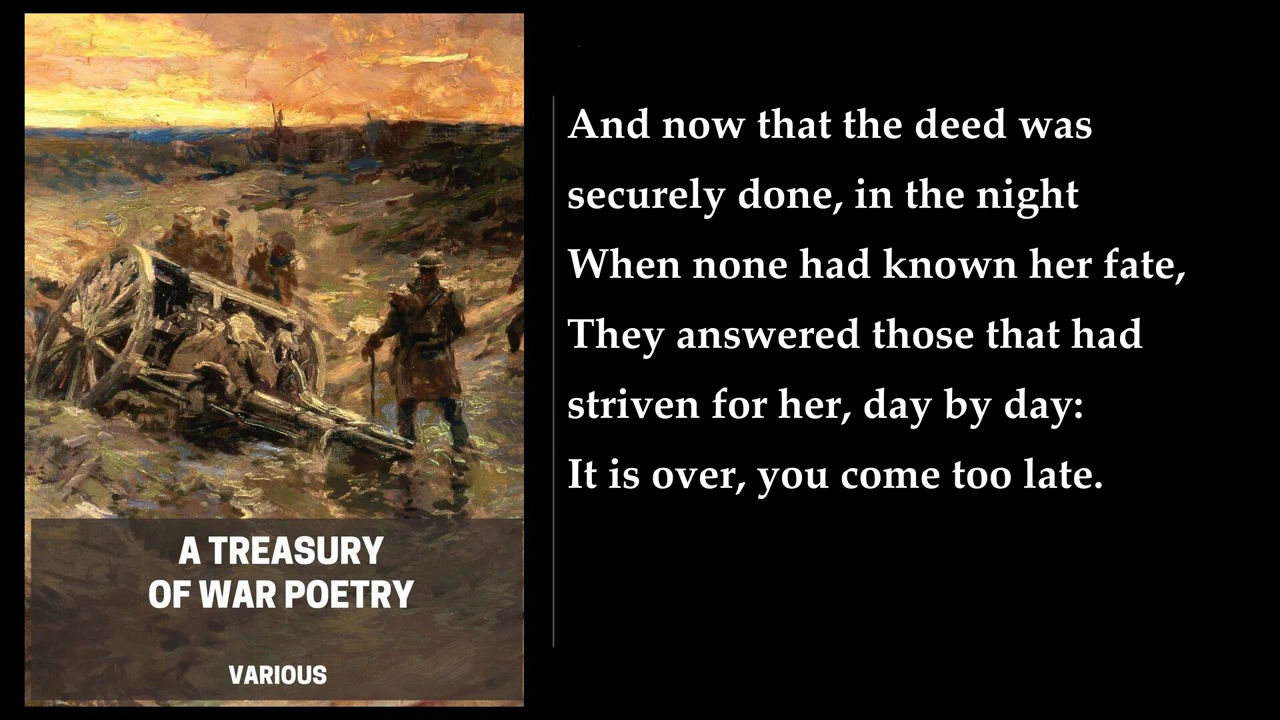 And now that the deed was
securely done, in the night
When none had known her fate,
They answered those that had
striven for her, day by day:
It is over, you come too late.
A TREASURY
OF WAR POETRY
VARIOUS